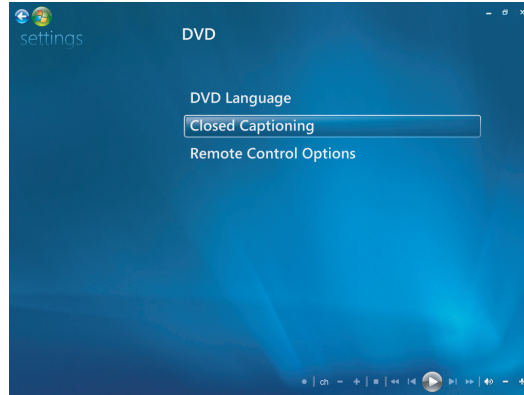 settings
DVD
DVD Language
Closed Captioning
Remote Control Options
ch